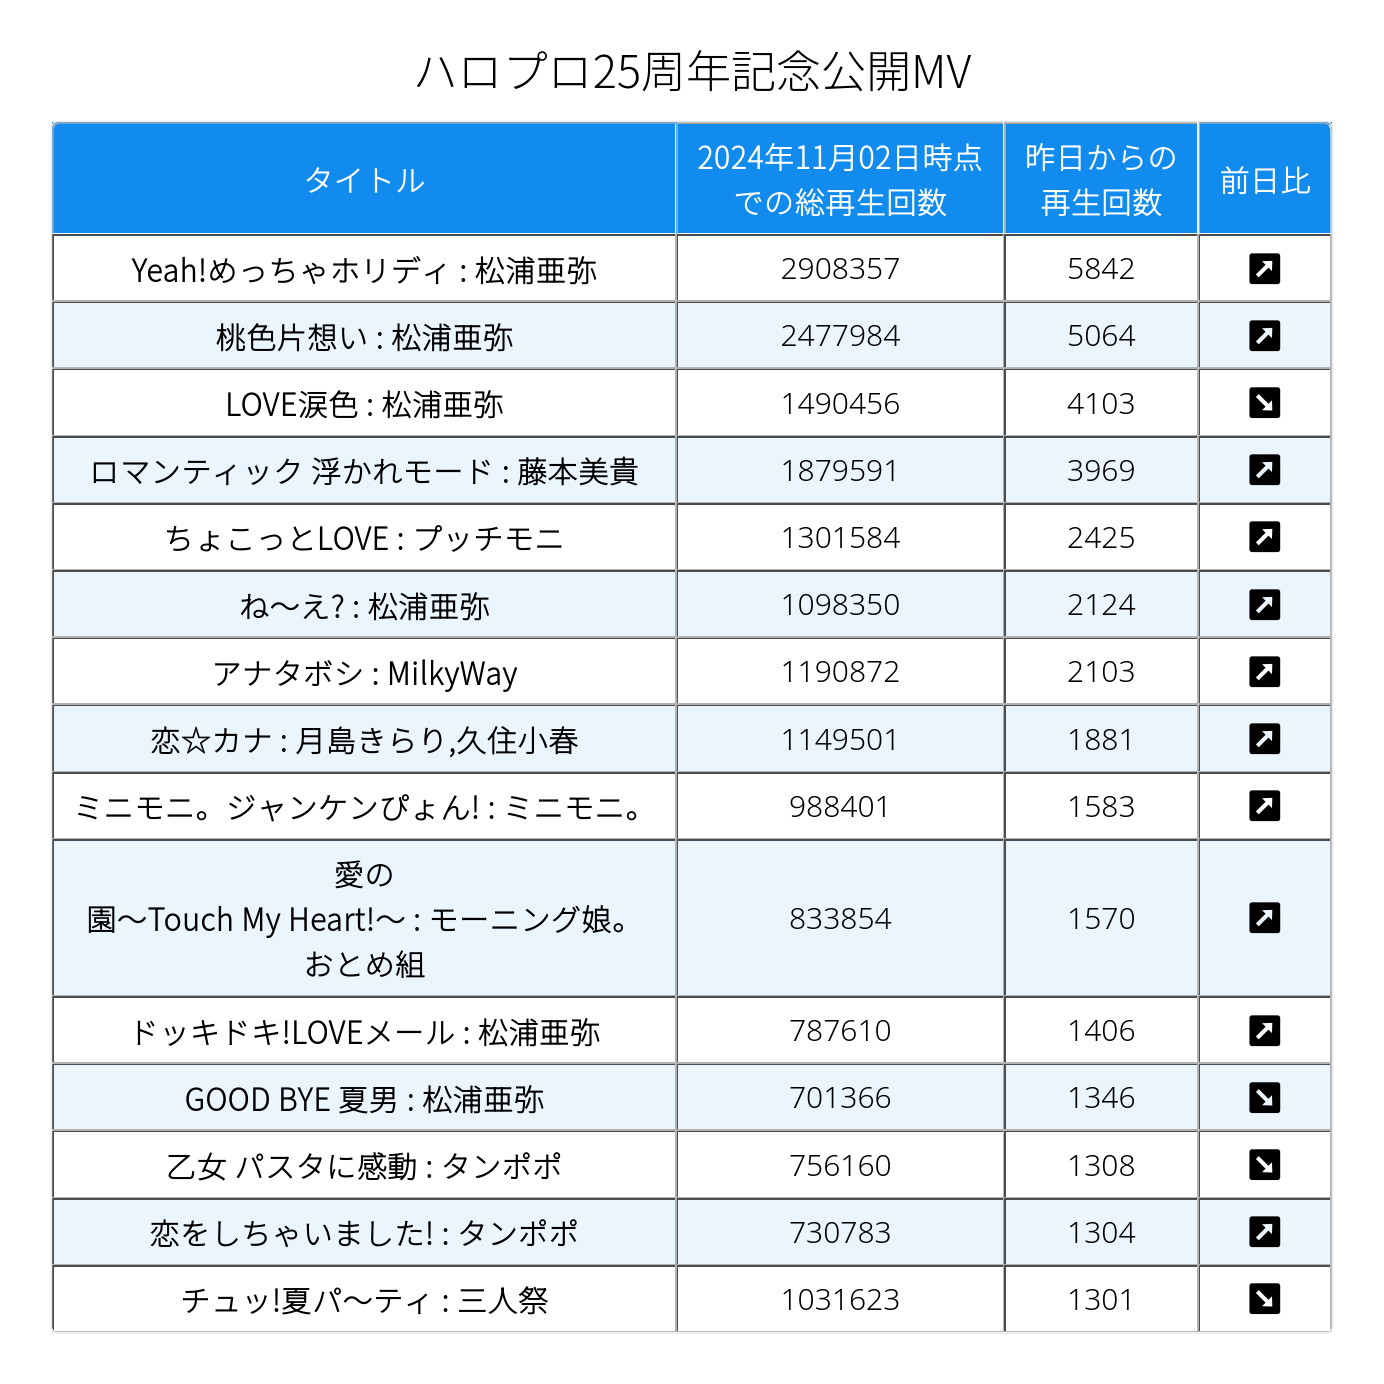 ハロプロ25周年記念公開MV
タイトル
2024年11月02日時点
での総再生回数
昨日からの
再生回数
前日比
Yeah!めっちゃホリディ : 松浦亜弥
2908357
5842
桃色片想い : 松浦亜弥
2477984
5064
LOVE涙色 : 松浦亜弥
1490456
4103
ロマンティック 浮かれモード : 藤本美貴
1879591
3969
ちょこっとLOVE : プッチモニ
1301584
2425
ね〜え? : 松浦亜弥
1098350
2124
アナタボシ : MilkyWay
1190872
2103
恋☆カナ : 月島きらり,久住小春
1149501
1881
ミニモニ。ジャンケンぴょん! : ミニモニ。
988401
1583
愛の
園〜Touch My Heart!〜 : モーニング娘。
おとめ組
833854
1570
ドッキドキ!LOVEメール : 松浦亜弥
787610
1406
GOOD BYE 夏男 : 松浦亜弥
701366
1346
乙女 パスタに感動 : タンポポ
756160
1308
恋をしちゃいました! : タンポポ
730783
1304
チュッ!夏パ〜ティ : 三人祭
1031623
1301